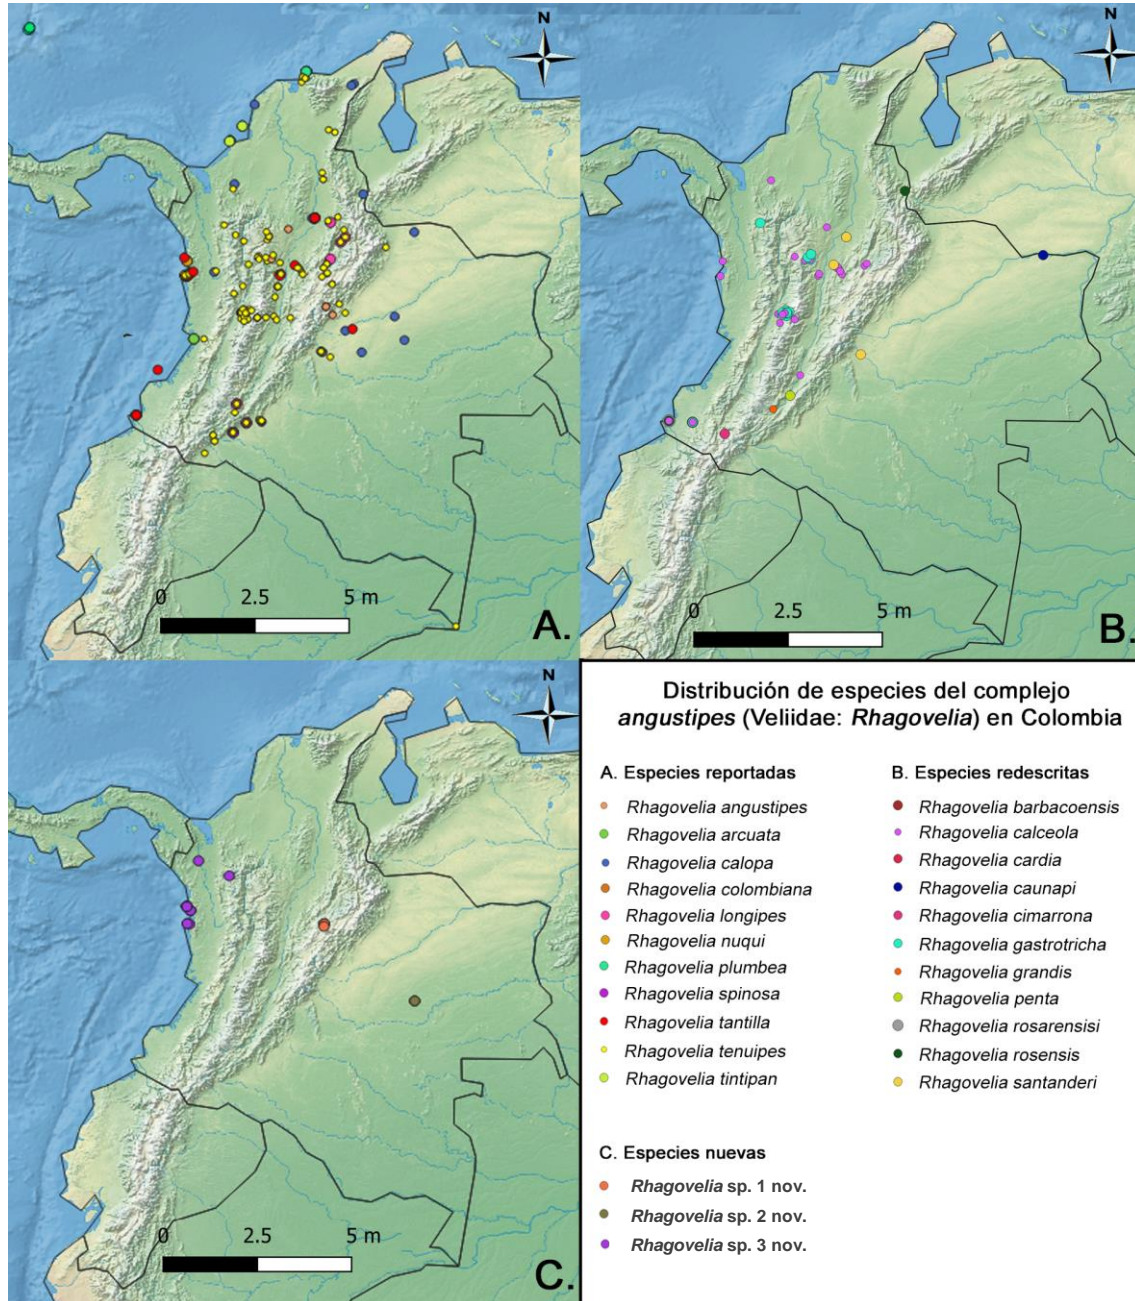 N
0 2.5 5 m
A.
N
0 2.5 5 m
B.
N
0 2.5 5 m
C.
Distribución de especies del complejo
angustipes (Veliidae: Rhagovelia) en Colombia
A. Especies reportadas
Rhagovelia angustipes
Rhagovelia arcuata
Rhagovelia calopa
Rhagovelia colombiana
Rhagovelia longipes
Rhagovelia nuqui
Rhagovelia plumbea
Rhagovelia spinosa
Rhagovelia tantilla
Rhagovelia tenuipes
Rhagovelia tintipan
B. Especies redescritas
Rhagovelia barbacoensis
Rhagovelia calceola
Rhagovelia cardia
Rhagovelia caunapi
Rhagovelia cimarrona
Rhagovelia gastrotricha
Rhagovelia grandis
Rhagovelia penta
Rhagovelia rosarensisi
Rhagovelia rosensis
Rhagovelia santanderi
C. Especies nuevas
Rhagovelia sp. 1 nov.
Rhagovelia sp. 2 nov.
Rhagovelia sp. 3 nov.